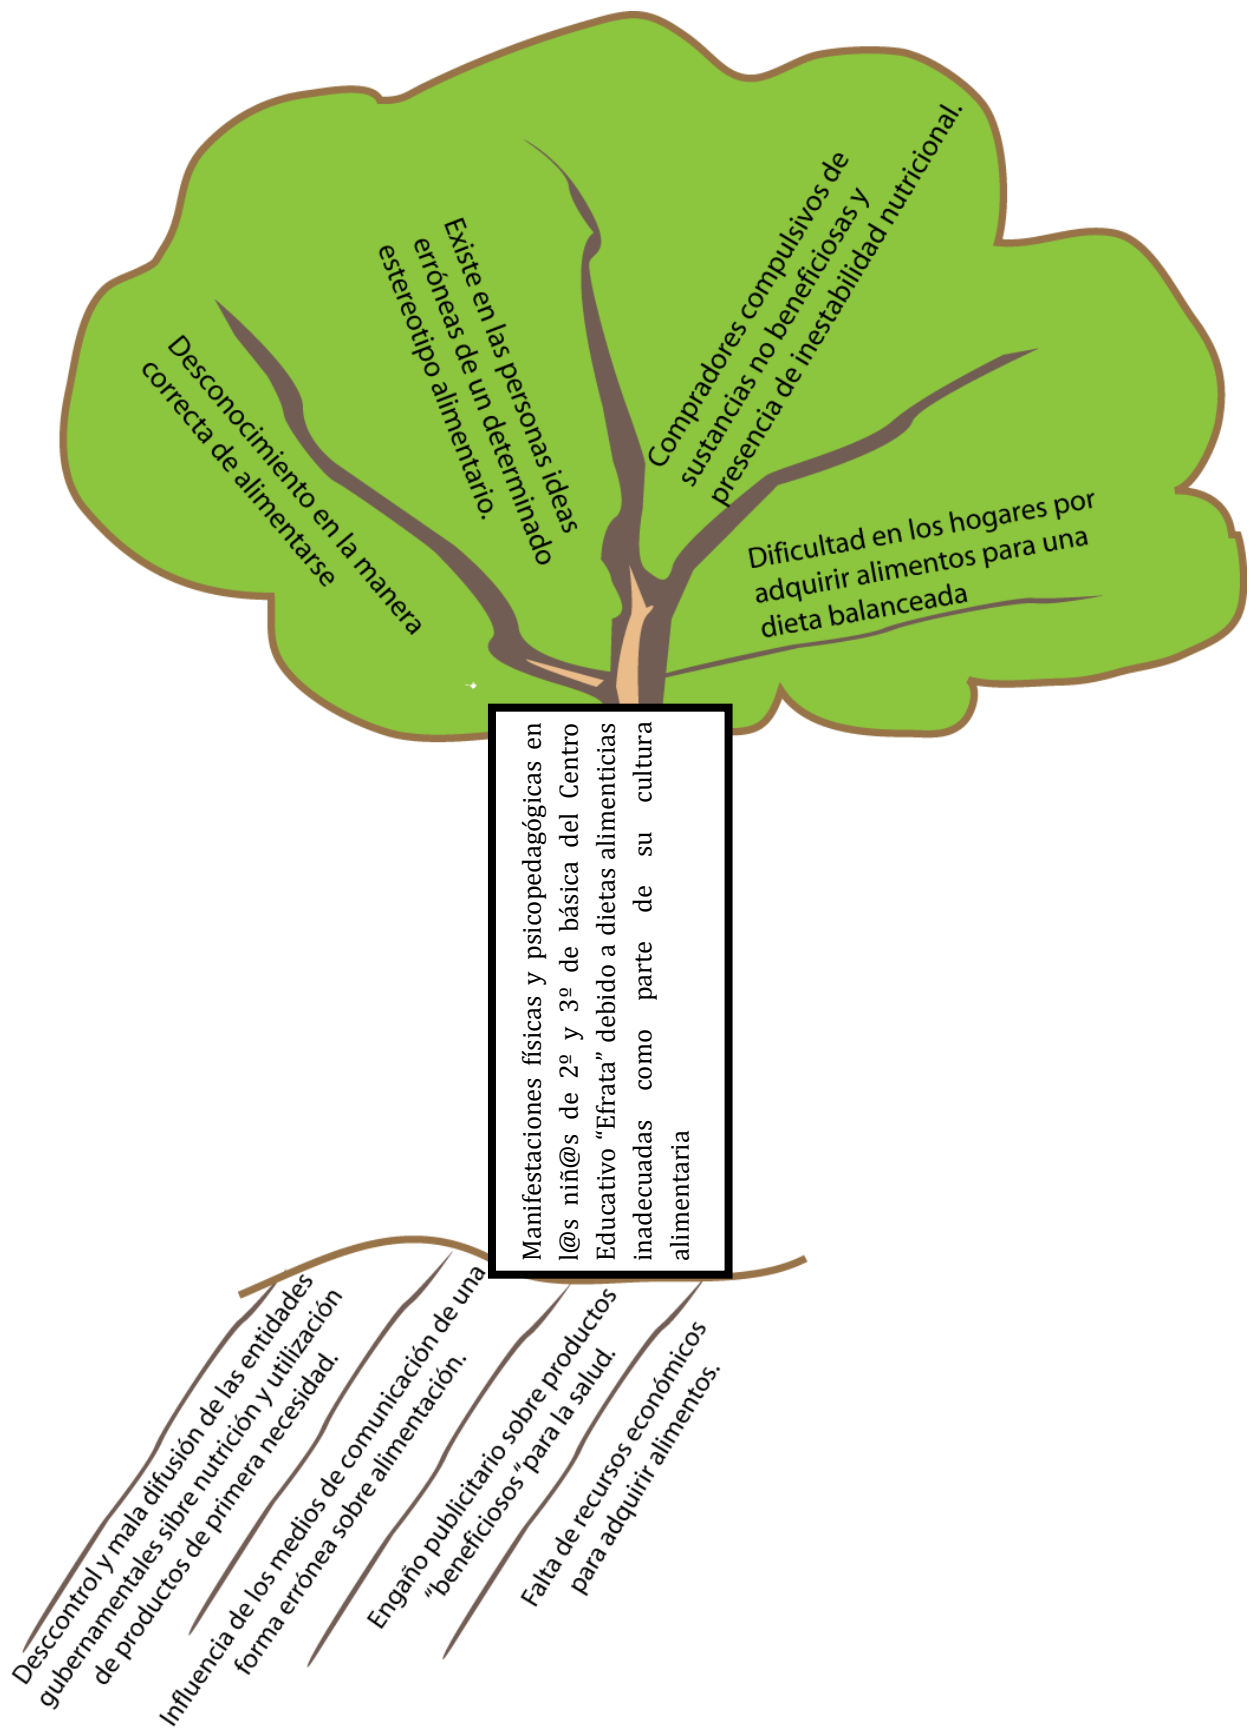 Desconocimiento en la manera
correcta de alimentarse
Existe en las personas ideas
erróneas de un determinado
estereotipo alimentario.
Compradores compulsivos de
sustancias no beneficiosas y
presencia de inestabilidad nutricional.
Dificultad en los hogares por
adquirir alimentos para una
dieta balanceada
Manifestaciones físicas y psicopedagógicas en
l@s niñ@s de 2º y 3º de básica del Centro
Educativo “Efrata” debido a dietas alimenticias
inadecuadas como parte de su cultura
alimentaria
Desccontrol y mala difusión de las entidades
gubernamentales sibre nutrición y utilización
de productos de primera necesidad.
Influencia de los medios de comunicación de una
forma errónea sobre alimentación.
Engaño publicitario sobre productos
“beneficiosos “para la salud.
Falta de recursos económicos
para adquirir alimentos.